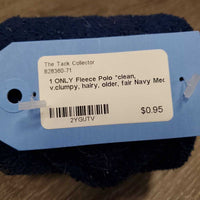 The Tack Collector
828360-71
1 ONLY Fleece Polo *clean,
v.clumpy, hairy, older, fair Navy Med
$0.95
2YGUTV